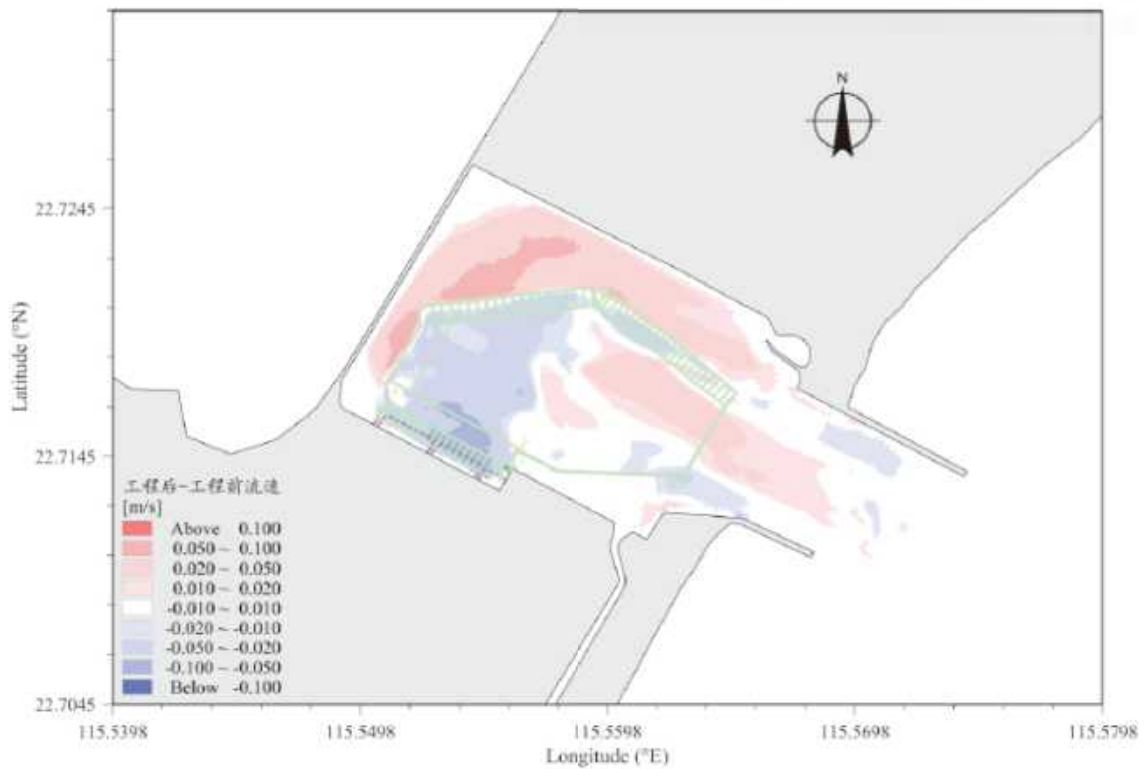 N
22.7245
22.7145
22.7045
Latitude (°N)
工程后-工程前流速
[m/s]
Above 0.100
0.050 ~ 0.100
0.020 ~ 0.050
0.010 ~ 0.020
-0.010 ~ 0.010
-0.020 ~ -0.010
-0.050 ~ -0.020
-0.100 ~ -0.050
Below -0.100
115.5398 115.5498 115.5598 115.5698 115.5798
Longitude (°E)